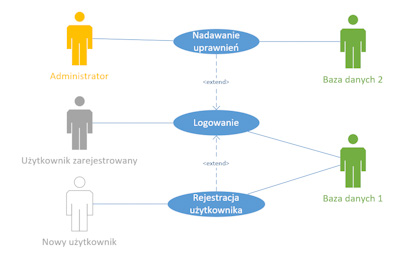 Nadawanie
uprawnień
Administrator
Baza danych 2
<extend>
Logowanie
Użytkownik zarejestrowany
<extend>
Rejestracja
użytkownika
Baza danych 1
Nowy użytkownik